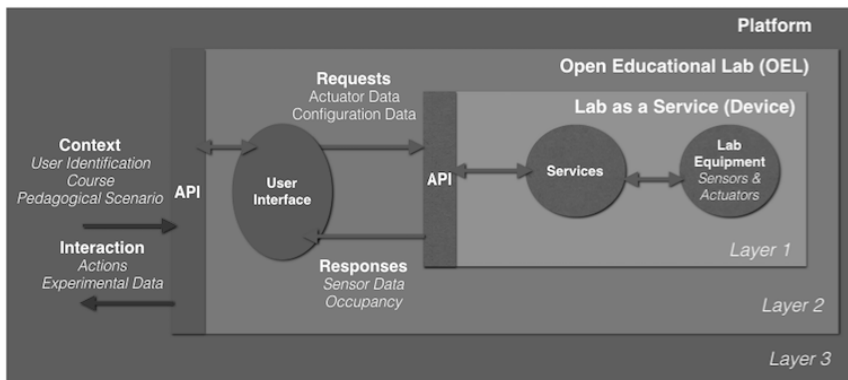 Platform
Open Educational Lab (OEL)
Requests
Actuator Data
Configuration Data
Lab as a Service (Device)
Context
User Identification
Course
Pedagogical Scenario
API
User
Interface
API
Services
Lab
Equipment
Sensors &
Actuators
Interaction
Actions
Experimental Data
Responses
Sensor Data
Occupancy
Layer 1
Layer 2
Layer 3